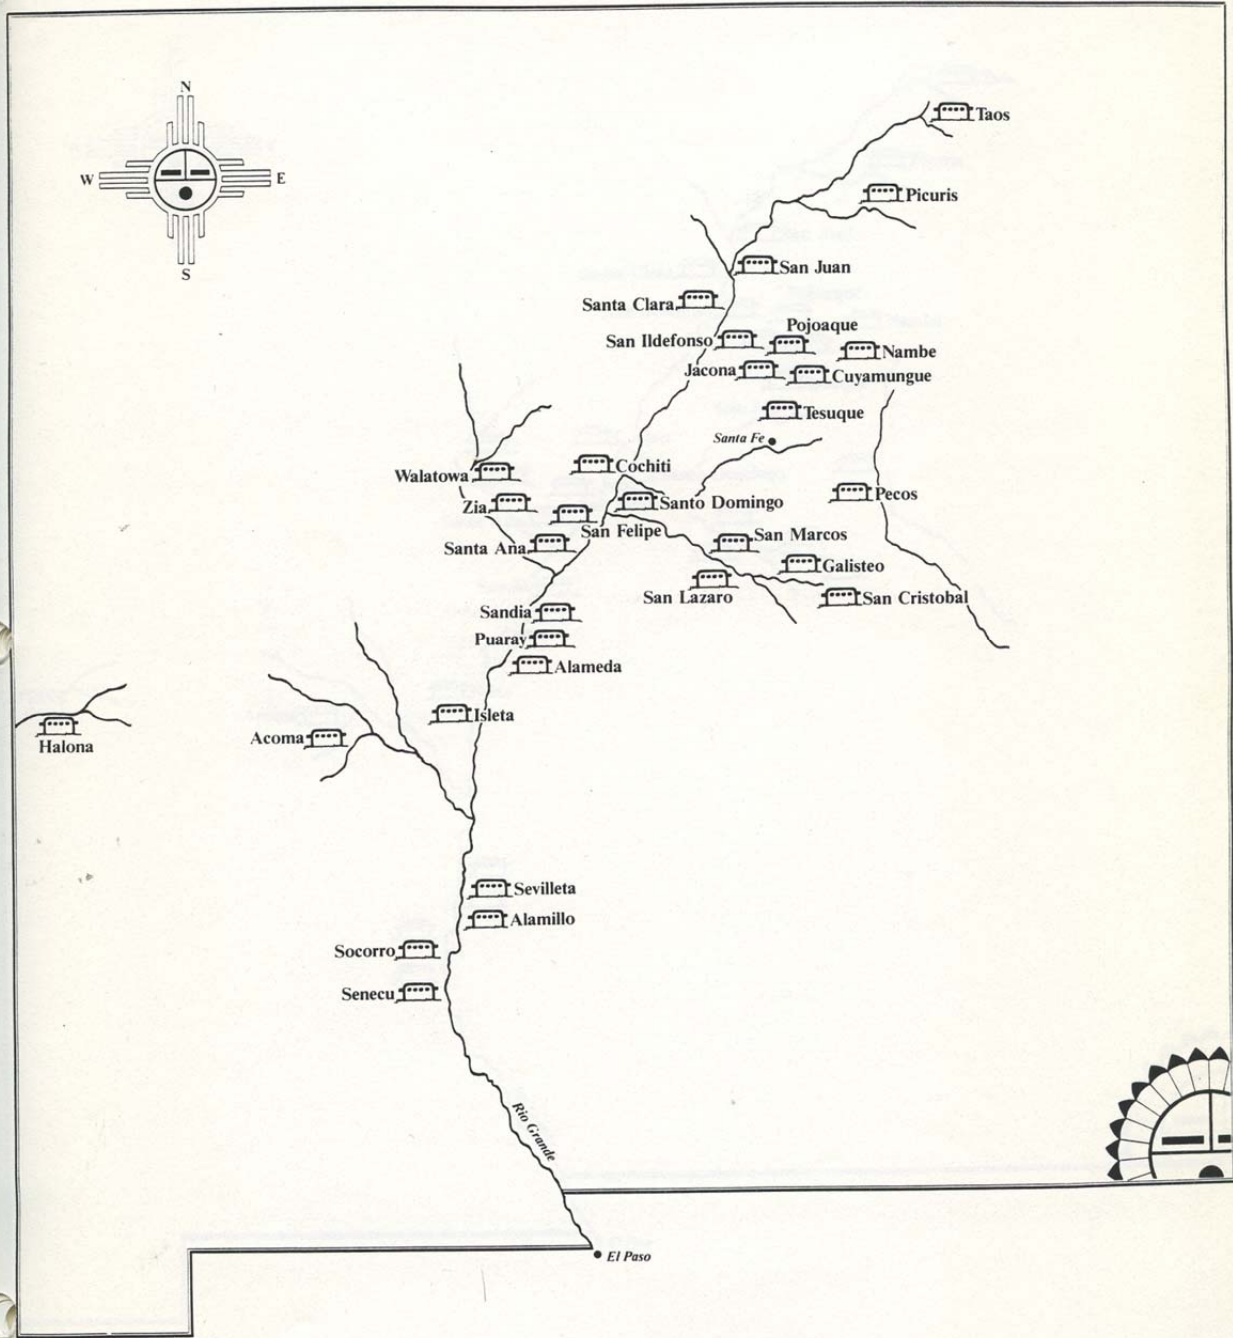 N
W
E
S
Taos
Picuris
San Juan
Santa Clara
Pojoaque
San Ildefonso
Nambe
Jacona
Cuyamungue
Tesuque
Santa Fe
Cochiti
Walatowa
Pecos
Santo Domingo
Zia
San Felipe
San Marcos
Santa Ana
Galisteo
San Lazaro
San Cristobal
Sandia
Puaray
Alameda
Isleta
Acoma
Halona
Sevilleta
Alamillo
Socorro
Senecu
Rio Grande
El Paso